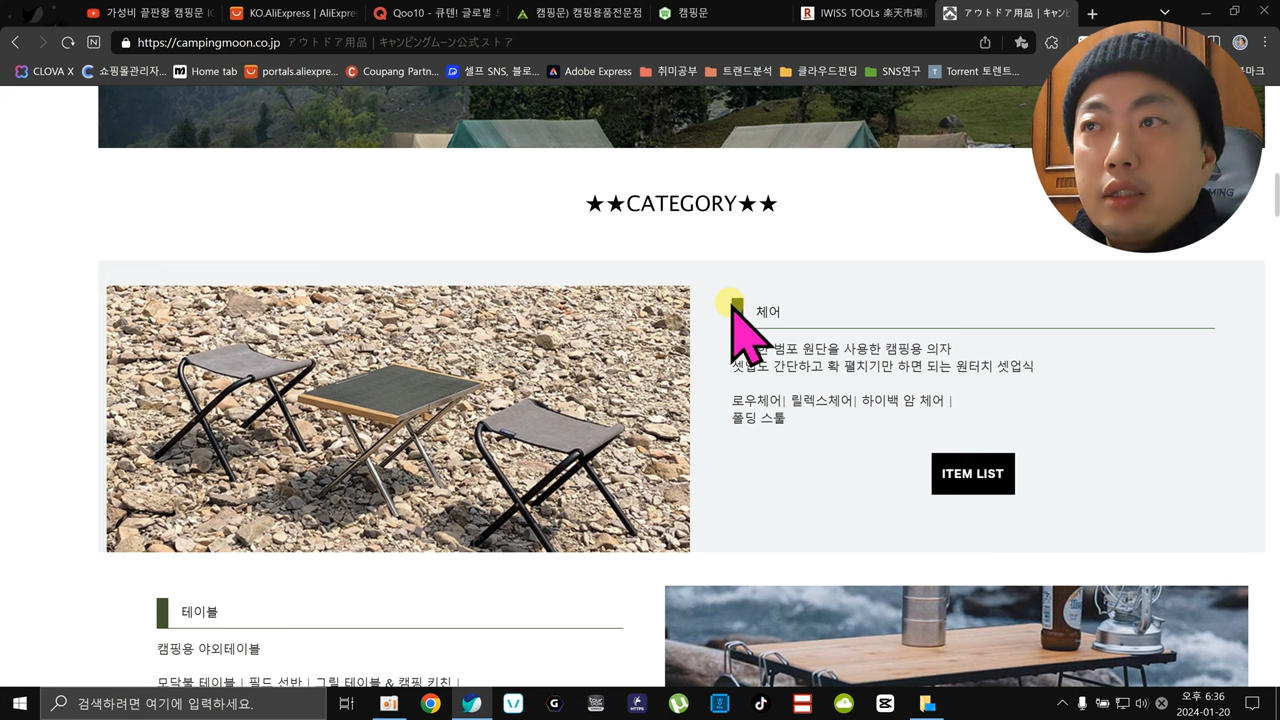 가성비 끝판왕 캠핑문 IC
KO.AliExpress | AliExpre
Qoo10 - 큐텐! 글로벌
캠핑문) 캠핑용품전문점
캠핑문
IWISS TOOLs 楽天市場
アウトドア用品 | キャンピ
https://campingmoon.co.jp アウトドア用品 | キャンピングムーン公式ストア
CLOVA X
쇼핑몰관리자...
Home tab
portals.aliexpre...
Coupang Partn...
셀프 SNS, 블로...
Adobe Express
취미공부
트랜드분석
클라우드펀딩
SNS연구
Torrent 토렌트...
북마크
★★CATEGORY★★
체어
범포 원단을 사용한 캠핑용 의자
셋업도 간단하고 확 펼치기만 하면 되는 원터치 셋업식
로우체어| 릴렉스체어| 하이백 암 체어 |
폴딩 스툴
ITEM LIST
테이블
캠핑용 야외테이블
모닥불 테이블 | 필드 선반 | 그릴 테이블 & 캠핑 키친 |
검색하려면 여기에 입력하세요.
오후 6:36
2024-01-20